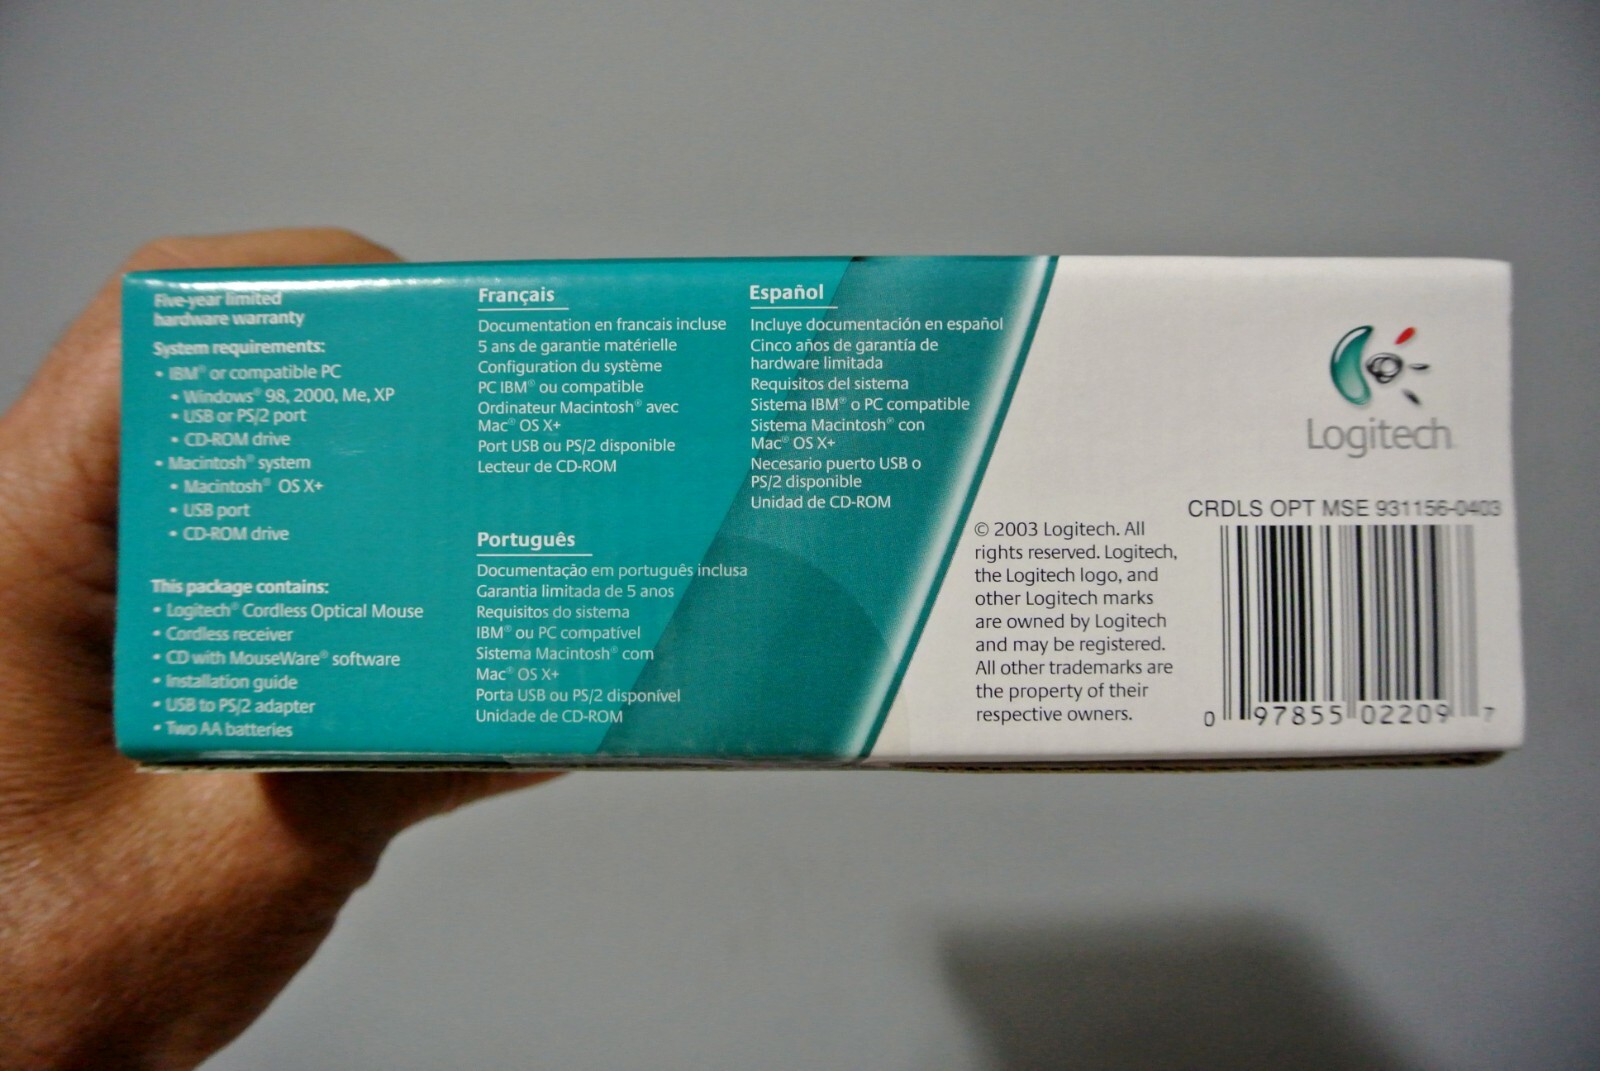 Five-year limited
hardware warranty
System requirements:
• IBM® or compatible PC
• Windows® 98, 2000, Me, XP
• USB or PS/2 port
• CD-ROM drive
• Macintosh® system
• Macintosh® OS X+
• USB port
• CD-ROM drive
This package contains:
• Logitech® Cordless Optical Mouse
• Cordless receiver
• CD with MouseWare® software
• Installation guide
• USB to PS/2 adapter
• Two AA batteries
Français
Documentation en francais incluse
5 ans de garantie matérielle
Configuration du système
PC IBM® ou compatible
Ordinateur Macintosh® avec
Mac® OS X+
Port USB ou PS/2 disponible
Lecteur de CD-ROM
Português
Documentação em português inclusa
Garantia limitada de 5 anos
Requisitos do sistema
IBM® ou PC compatível
Sistema Macintosh® com
Mac® OS X+
Porta USB ou PS/2 disponível
Unidade de CD-ROM
Español
Incluye documentación en español
Cinco años de garantía de
hardware limitada
Requisitos del sistema
Sistema IBM® o PC compatible
Sistema Macintosh® con
Mac® OS X+
Necesario puerto USB o
PS/2 disponible
Unidad de CD-ROM
© 2003 Logitech. All
rights reserved. Logitech,
the Logitech logo, and
other Logitech marks
are owned by Logitech
and may be registered.
All other trademarks are
the property of their
respective owners.
Logitech
CRDLS OPT MSE 931156-0403
0 97855 02209 7